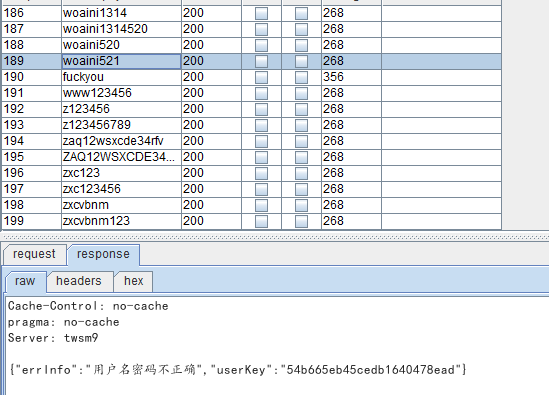 186 woaini1314 200 268
187 woaini1314520 200 268
188 woaini520 200 268
189 woaini521 200 268
190 fuckyou 200 356
191 www123456 200 268
192 z123456 200 268
193 z123456789 200 268
194 zaq12wsxcde34rfv 200 268
195 ZAQ12WSXCDE34... 200 268
196 zxc123 200 268
197 zxc123456 200 268
198 zxcvbnm 200 268
199 zxcvbnm123 200 268
request response
raw headers hex
Cache-Control: no-cache
pragma: no-cache
Server: twsm9
{"errInfo":"用户名密码不正确","userKey":"54b665eb45cedb1640478ead"}